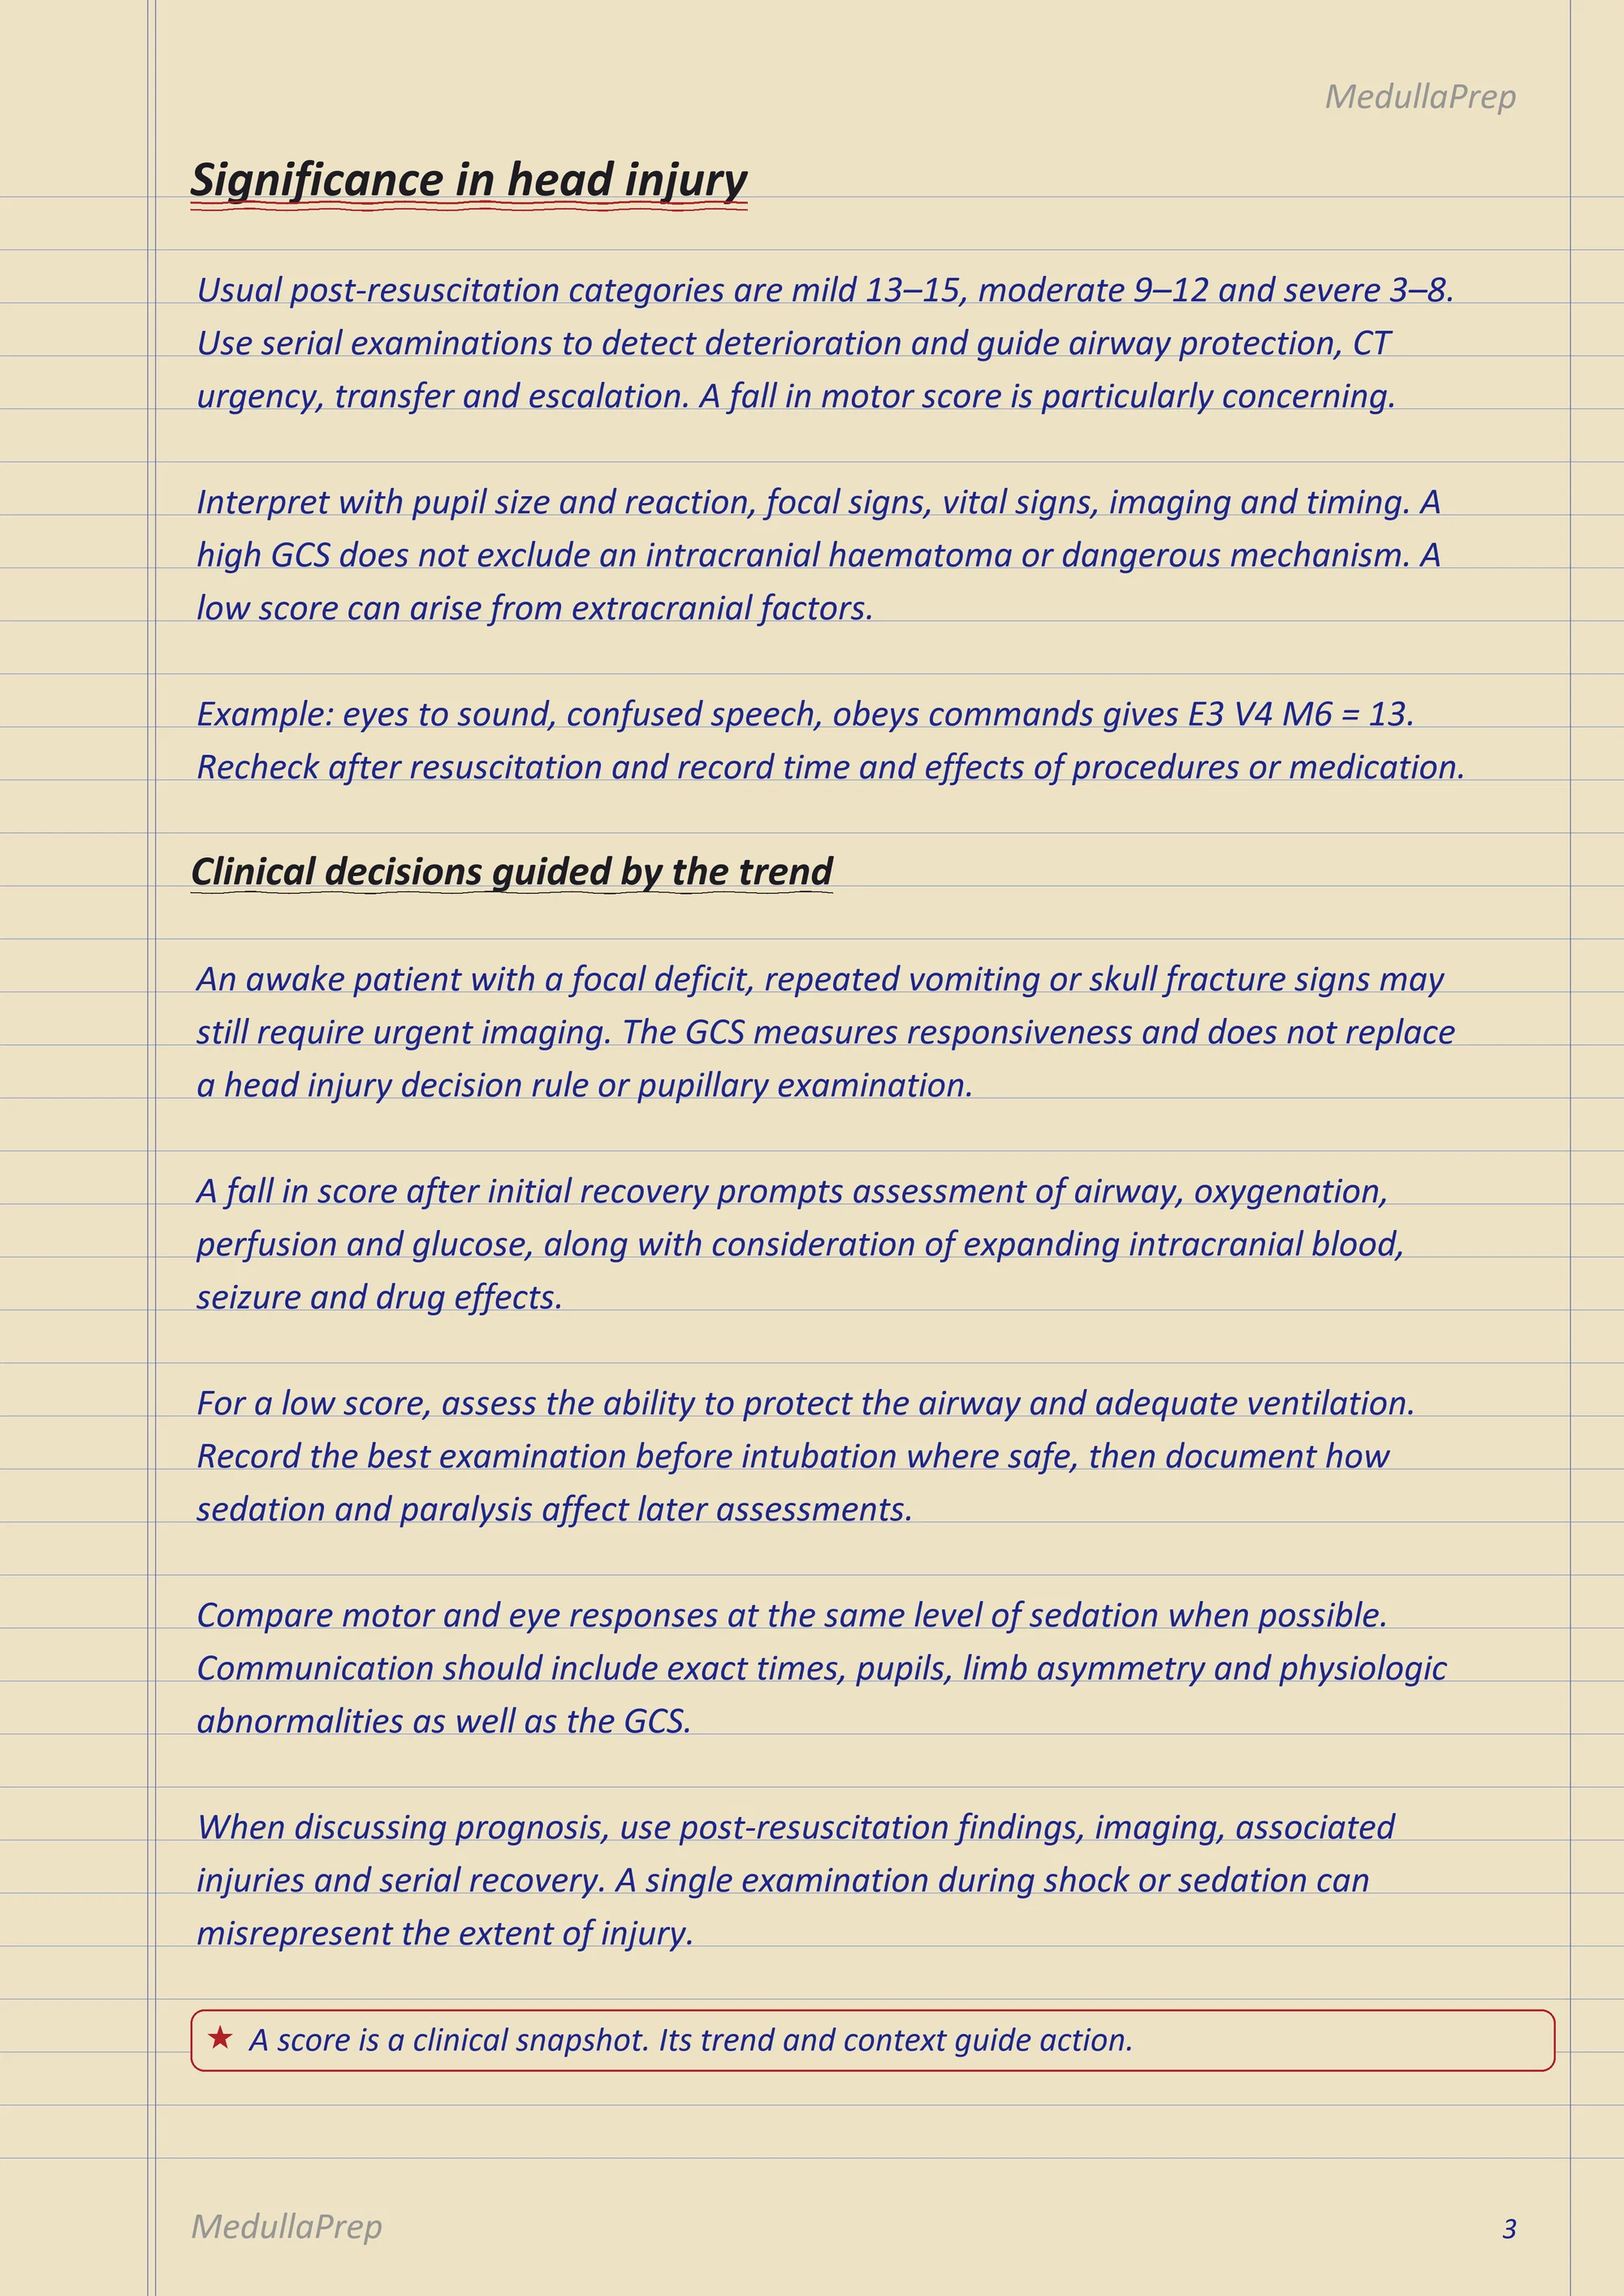 MedullaPrep
Significance in head injury
Usual post-resuscitation categories are mild 13–15, moderate 9–12 and severe 3–8.
Use serial examinations to detect deterioration and guide airway protection, CT
urgency, transfer and escalation. A fall in motor score is particularly concerning.
Interpret with pupil size and reaction, focal signs, vital signs, imaging and timing. A
high GCS does not exclude an intracranial haematoma or dangerous mechanism. A
low score can arise from extracranial factors.
Example: eyes to sound, confused speech, obeys commands gives E3 V4 M6 = 13.
Recheck after resuscitation and record time and effects of procedures or medication.
Clinical decisions guided by the trend
An awake patient with a focal deficit, repeated vomiting or skull fracture signs may
still require urgent imaging. The GCS measures responsiveness and does not replace
a head injury decision rule or pupillary examination.
A fall in score after initial recovery prompts assessment of airway, oxygenation,
perfusion and glucose, along with consideration of expanding intracranial blood,
seizure and drug effects.
For a low score, assess the ability to protect the airway and adequate ventilation.
Record the best examination before intubation where safe, then document how
sedation and paralysis affect later assessments.
Compare motor and eye responses at the same level of sedation when possible.
Communication should include exact times, pupils, limb asymmetry and physiologic
abnormalities as well as the GCS.
When discussing prognosis, use post-resuscitation findings, imaging, associated
injuries and serial recovery. A single examination during shock or sedation can
misrepresent the extent of injury.
★ A score is a clinical snapshot. Its trend and context guide action.
MedullaPrep
3